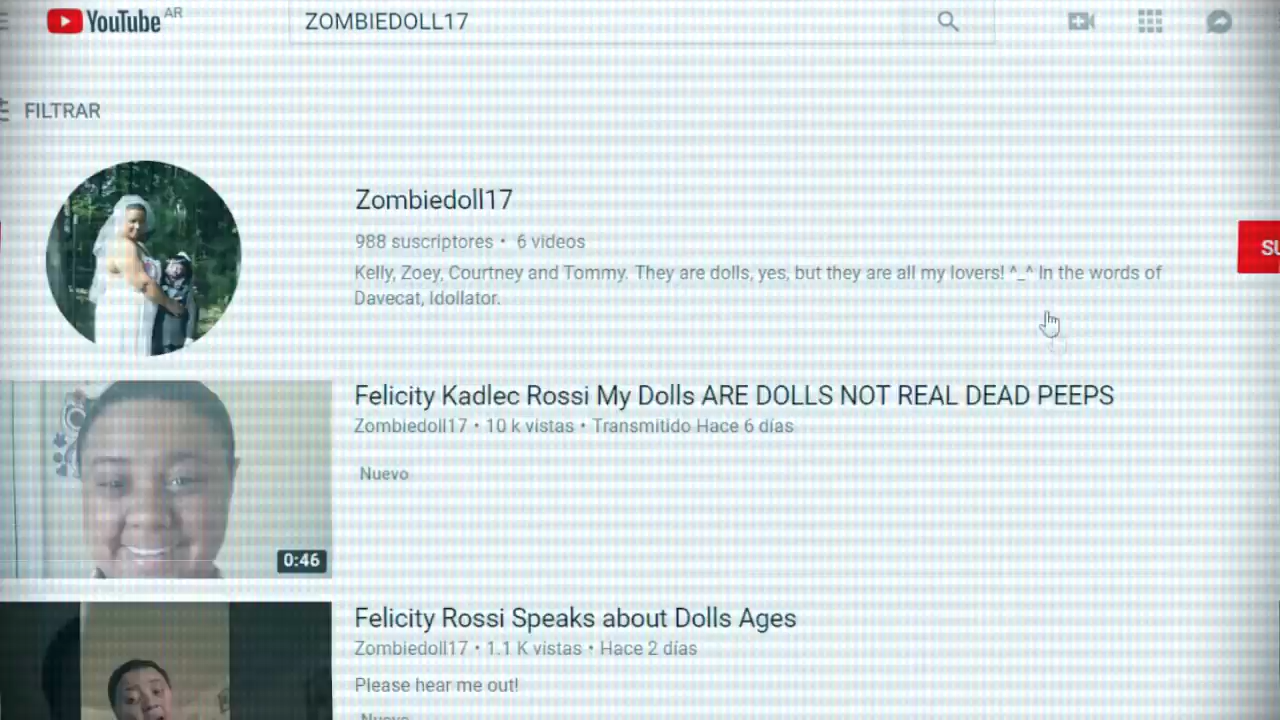 YouTube AR
ZOMBIEDOLL17
FILTRAR
Zombiedoll17
988 suscriptores • 6 videos
Kelly, Zoey, Courtney and Tommy. They are dolls, yes, but they are all my lovers! ^_^ In the words of
Davecat, Idollator.
SU
Felicity Kadlec Rossi My Dolls ARE DOLLS NOT REAL DEAD PEEPS
Zombiedoll17 • 10 k vistas • Transmitido Hace 6 días
Nuevo
0:46
Felicity Rossi Speaks about Dolls Ages
Zombiedoll17 • 1.1 K vistas • Hace 2 días
Please hear me out!
Nuevo